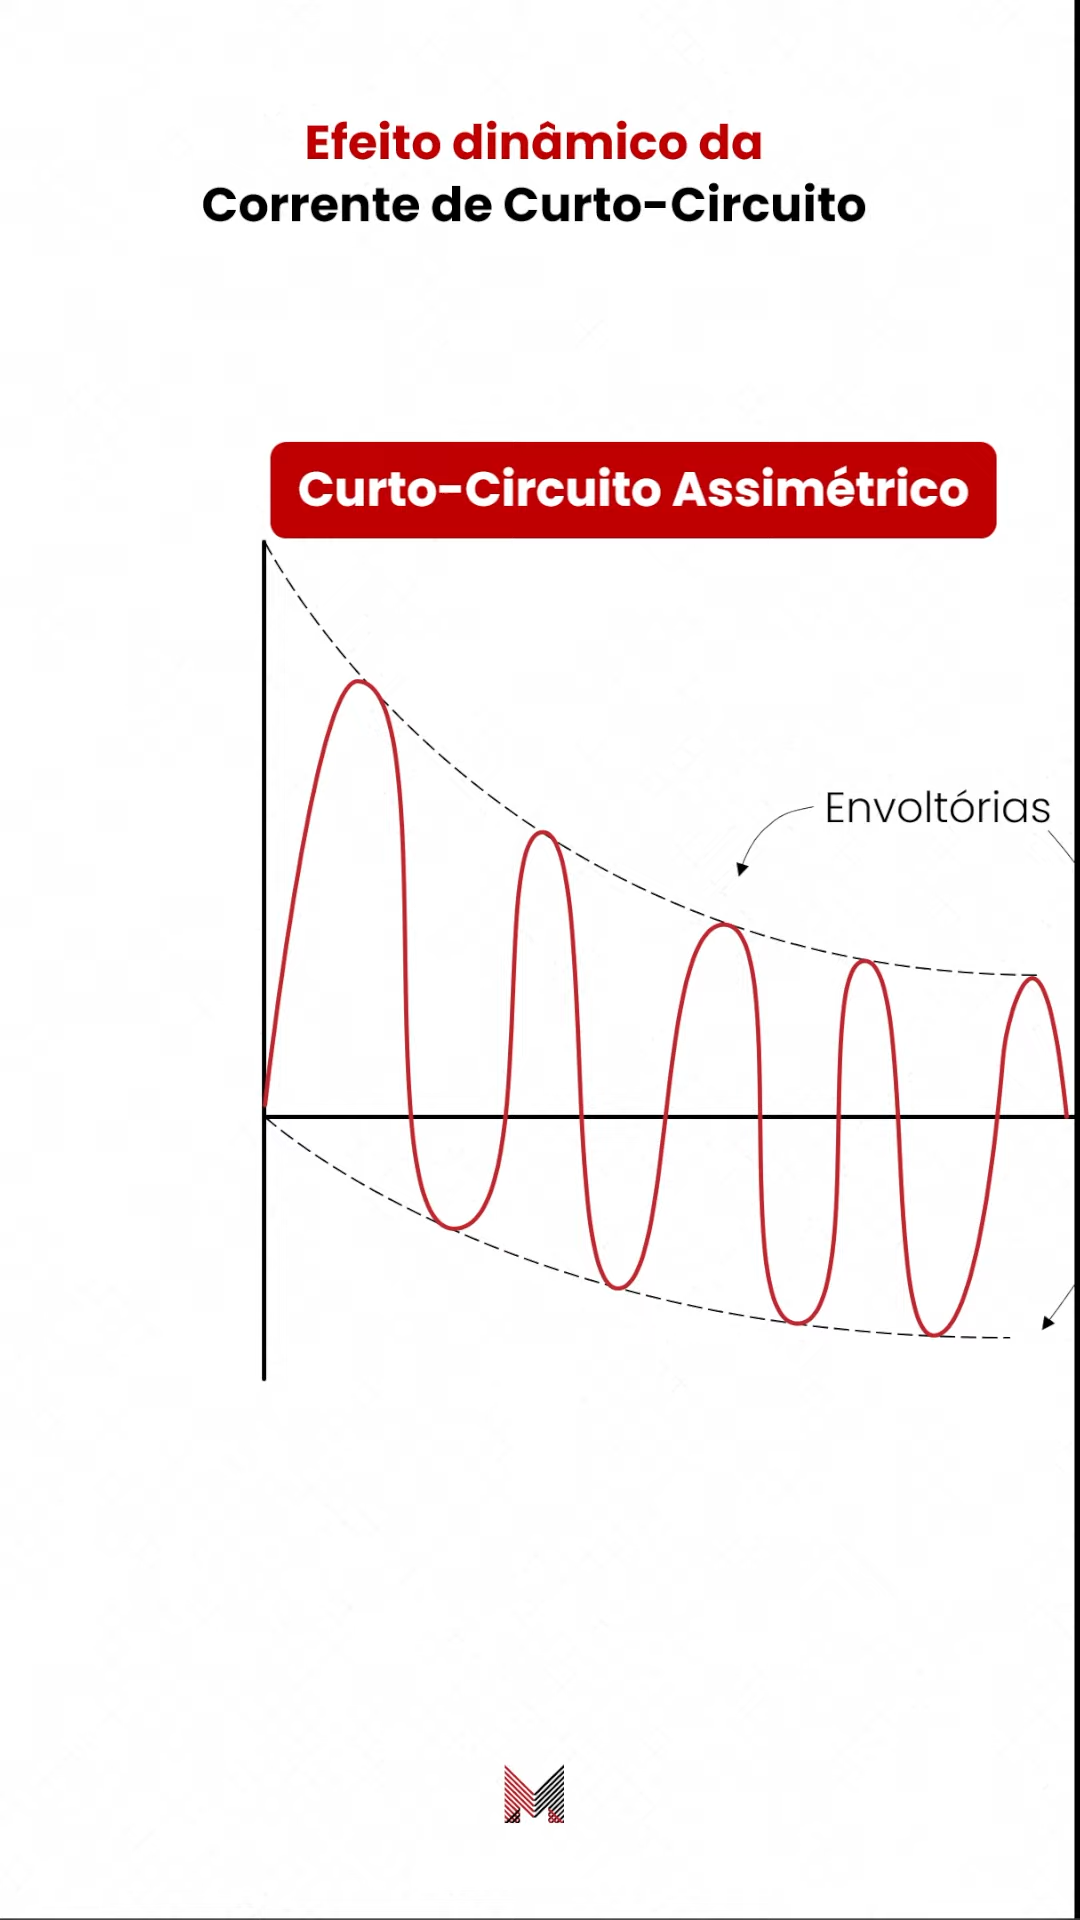 Efeito dinâmico da
Corrente de Curto-Circuito
Curto-Circuito Assimétrico
Envoltórias